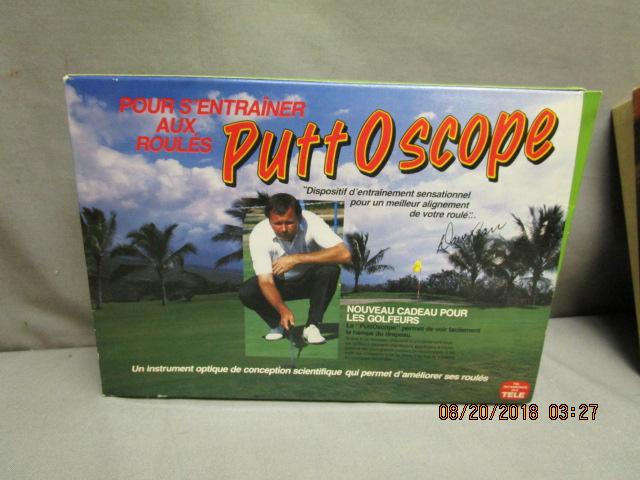 POUR S'ENTRAÎNER
AUX
ROULÉS
PuttOscope
"Dispositif d'entraînement sensationnel
pour un meilleur alignement
de votre roulé."
NOUVEAU CADEAU POUR
LES GOLFEURS
Le "PuttOscope" permet de voir facilement
la hampe du drapeau.
Un instrument optique de conception scientifique qui permet d'améliorer ses roulés
TÉLÉ
08/20/2018 03:27